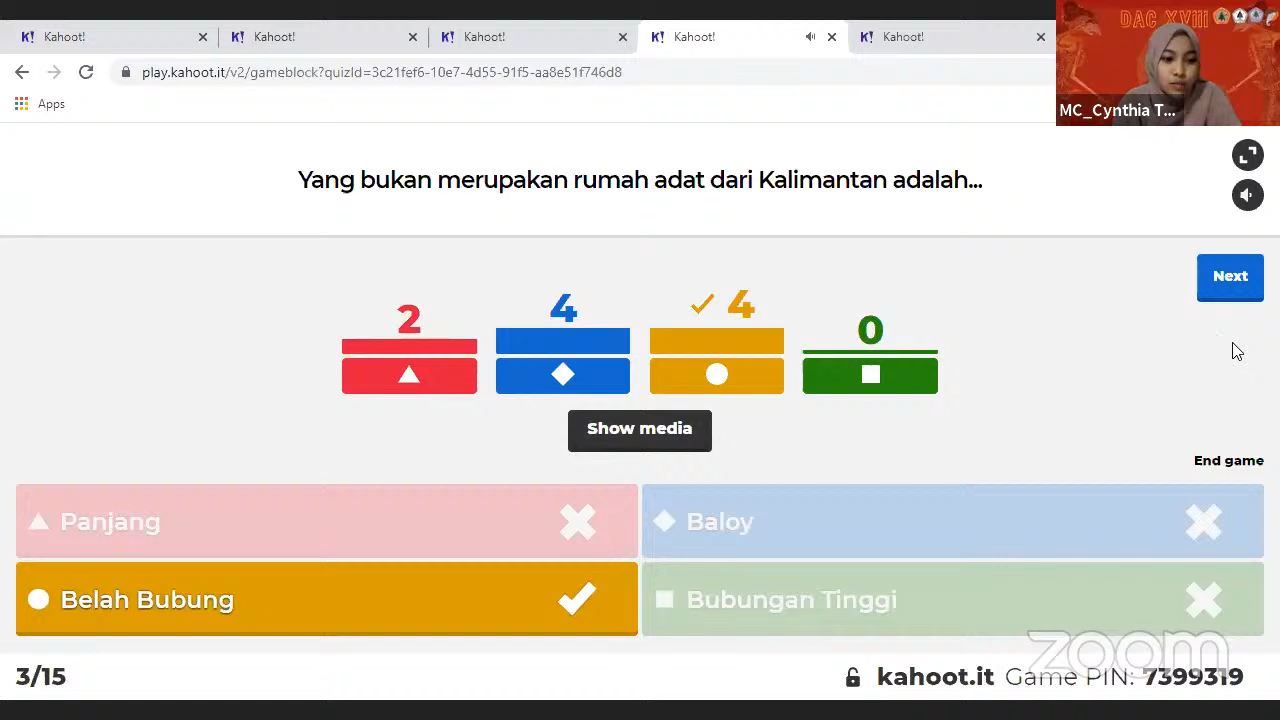 Kahoot!
Kahoot!
Kahoot!
Kahoot!
Kahoot!
DAC XVIII
play.kahoot.it/v2/gameblock?quizId=3c21fef6-10e7-4d55-91f5-aa8e51f746d8
Apps
MC_Cynthia T...
Yang bukan merupakan rumah adat dari Kalimantan adalah...
Next
2
4
4
0
Show media
End game
Panjang
Baloy
Belah Bubung
Bubungan Tinggi
zoom
3/15
kahoot.it Game PIN: 7399319